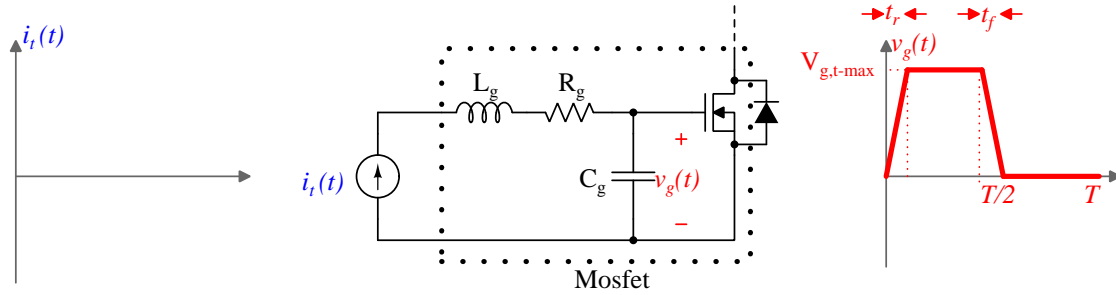 i_t(t)
i_t(t)
L_g
R_g
C_g
+
v_g(t)
−
Mosfet
t_r
t_f
v_g(t)
V_g,t-max
T/2
T